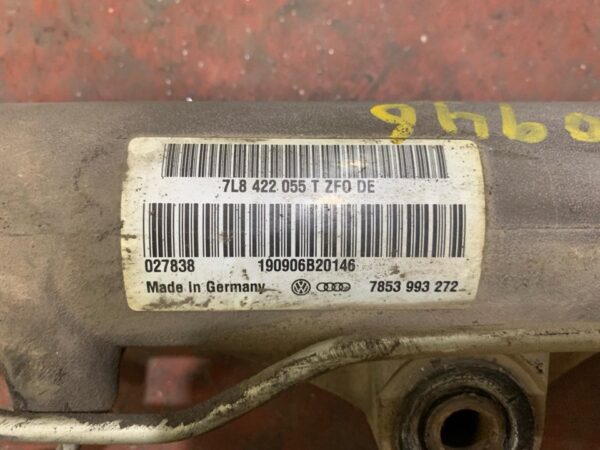 7L8 422 055 T ZFO DE
027838 190906B20146
Made in Germany 7853 993 272